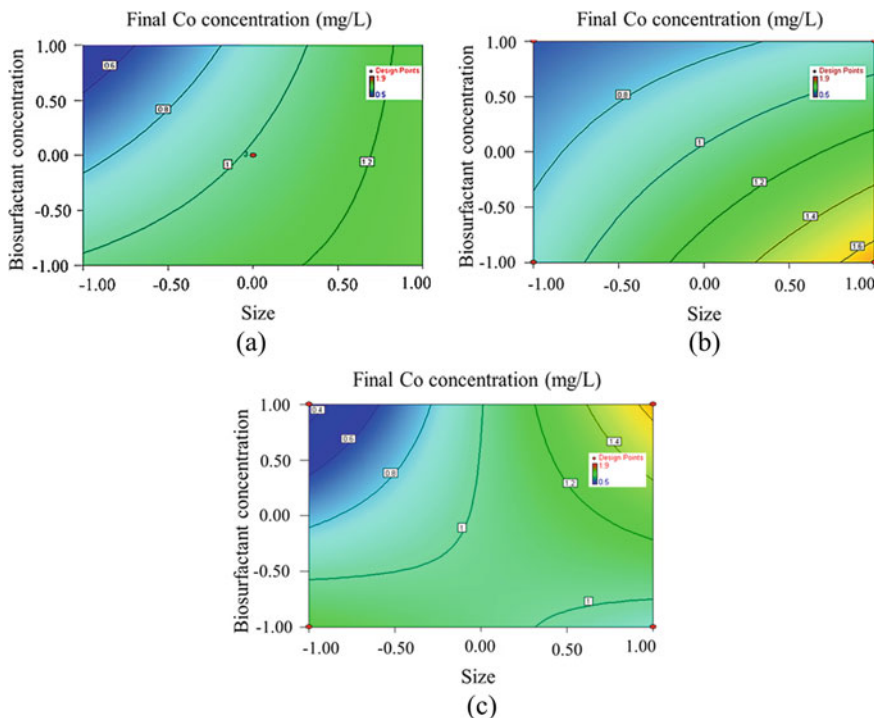 Final Co concentration (mg/L)
Biosurfactant concentration
1.00
0.50
0.00
-0.50
-1.00
0.6
0.8
1
3
1.2
Design Points
1.9
0.5
-1.00 -0.50 0.00 0.50 1.00
Size
(a)
Final Co concentration (mg/L)
Biosurfactant concentration
1.00
0.50
0.00
-0.50
-1.00
0.8
1
1.2
1.4
1.6
Design Points
1.9
0.5
-1.00 -0.50 0.00 0.50 1.00
Size
(b)
Final Co concentration (mg/L)
Biosurfactant concentration
1.00
0.50
0.00
-0.50
-1.00
0.4
0.6
0.8
1
1
1.2
1.4
Design Points
1.9
0.5
-1.00 -0.50 0.00 0.50 1.00
Size
(c)